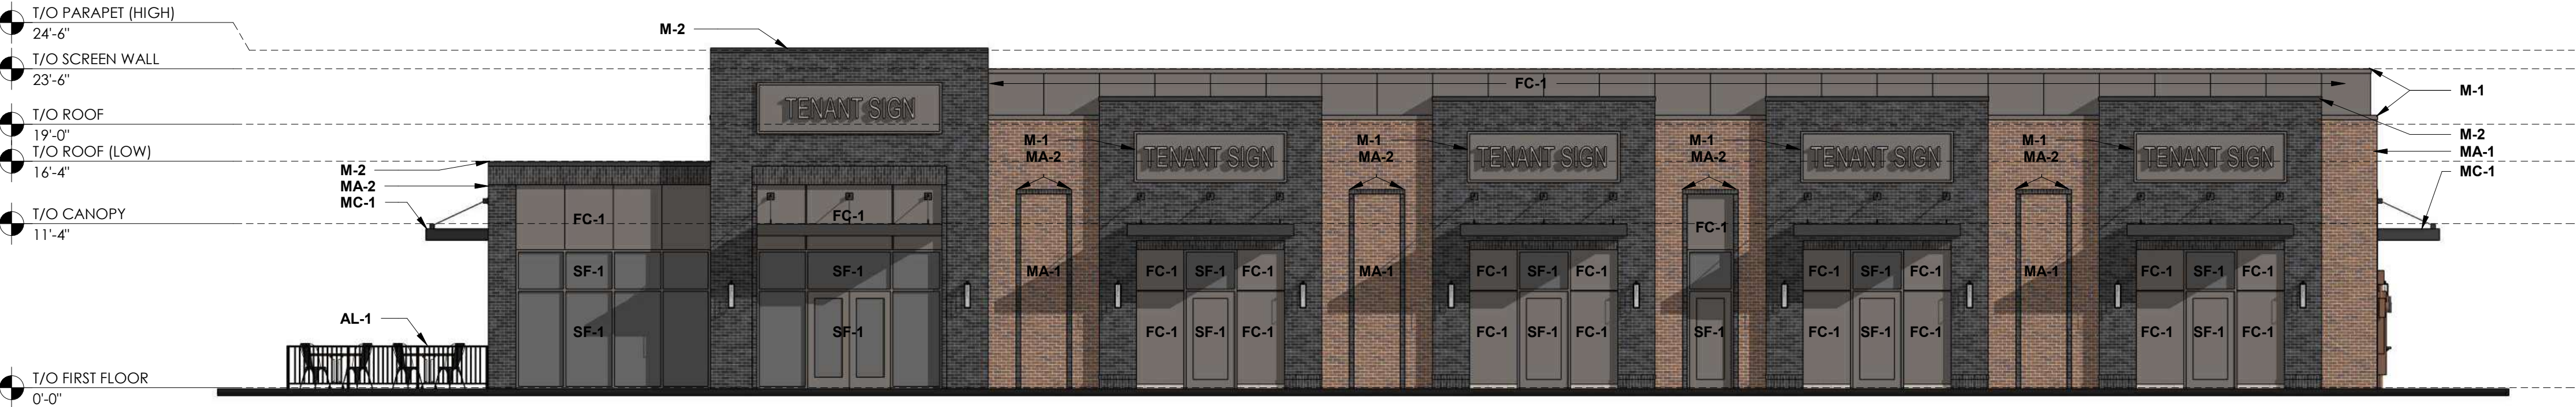 T/O PARAPET (HIGH)
24'-6"
T/O SCREEN WALL
23'-6"
T/O ROOF
19'-0"
T/O ROOF (LOW)
16'-4"
T/O CANOPY
11'-4"
T/O FIRST FLOOR
0'-0"
M-2
M-2
MA-2
MC-1
AL-1
FC-1
SF-1
SF-1
TENANT SIGN
FC-1
SF-1
SF-1
FC-1
M-1
MA-2
MA-1
TENANT SIGN
FC-1 SF-1 FC-1
FC-1 SF-1 FC-1
M-1
MA-2
MA-1
TENANT SIGN
FC-1 SF-1 FC-1
FC-1 SF-1 FC-1
M-1
MA-2
FC-1
SF-1
TENANT SIGN
FC-1 SF-1 FC-1
FC-1 SF-1 FC-1
M-1
MA-2
MA-1
TENANT SIGN
FC-1 SF-1 FC-1
FC-1 SF-1 FC-1
M-1
M-2
MA-1
MC-1